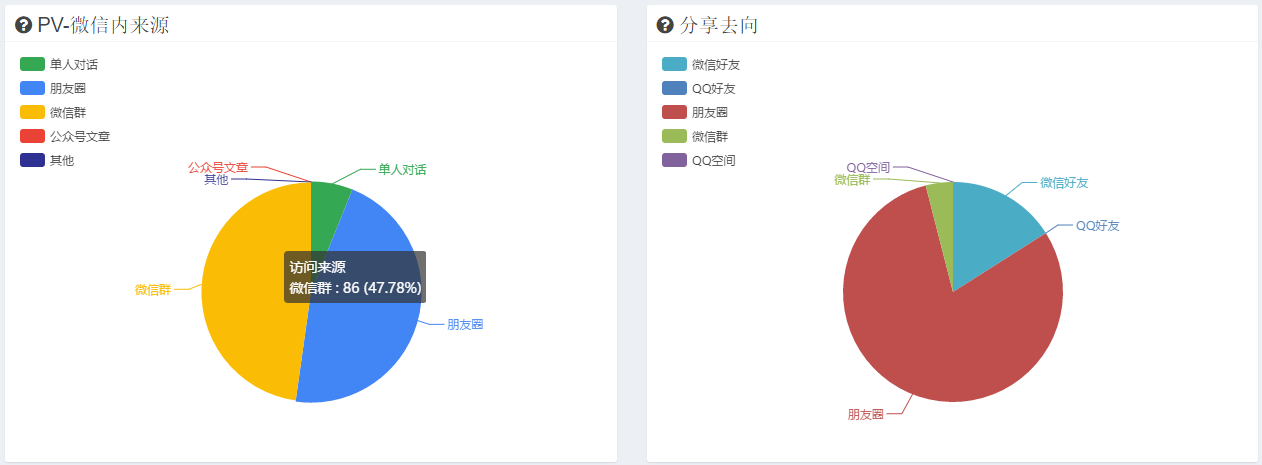 PV-微信内来源
单人对话
朋友圈
微信群
公众号文章
其他
公众号文章
其他
单人对话
访问来源
微信群 : 86 (47.78%)
微信群
朋友圈
分享去向
微信好友
QQ好友
朋友圈
微信群
QQ空间
QQ空间
微信群
微信好友
QQ好友
朋友圈